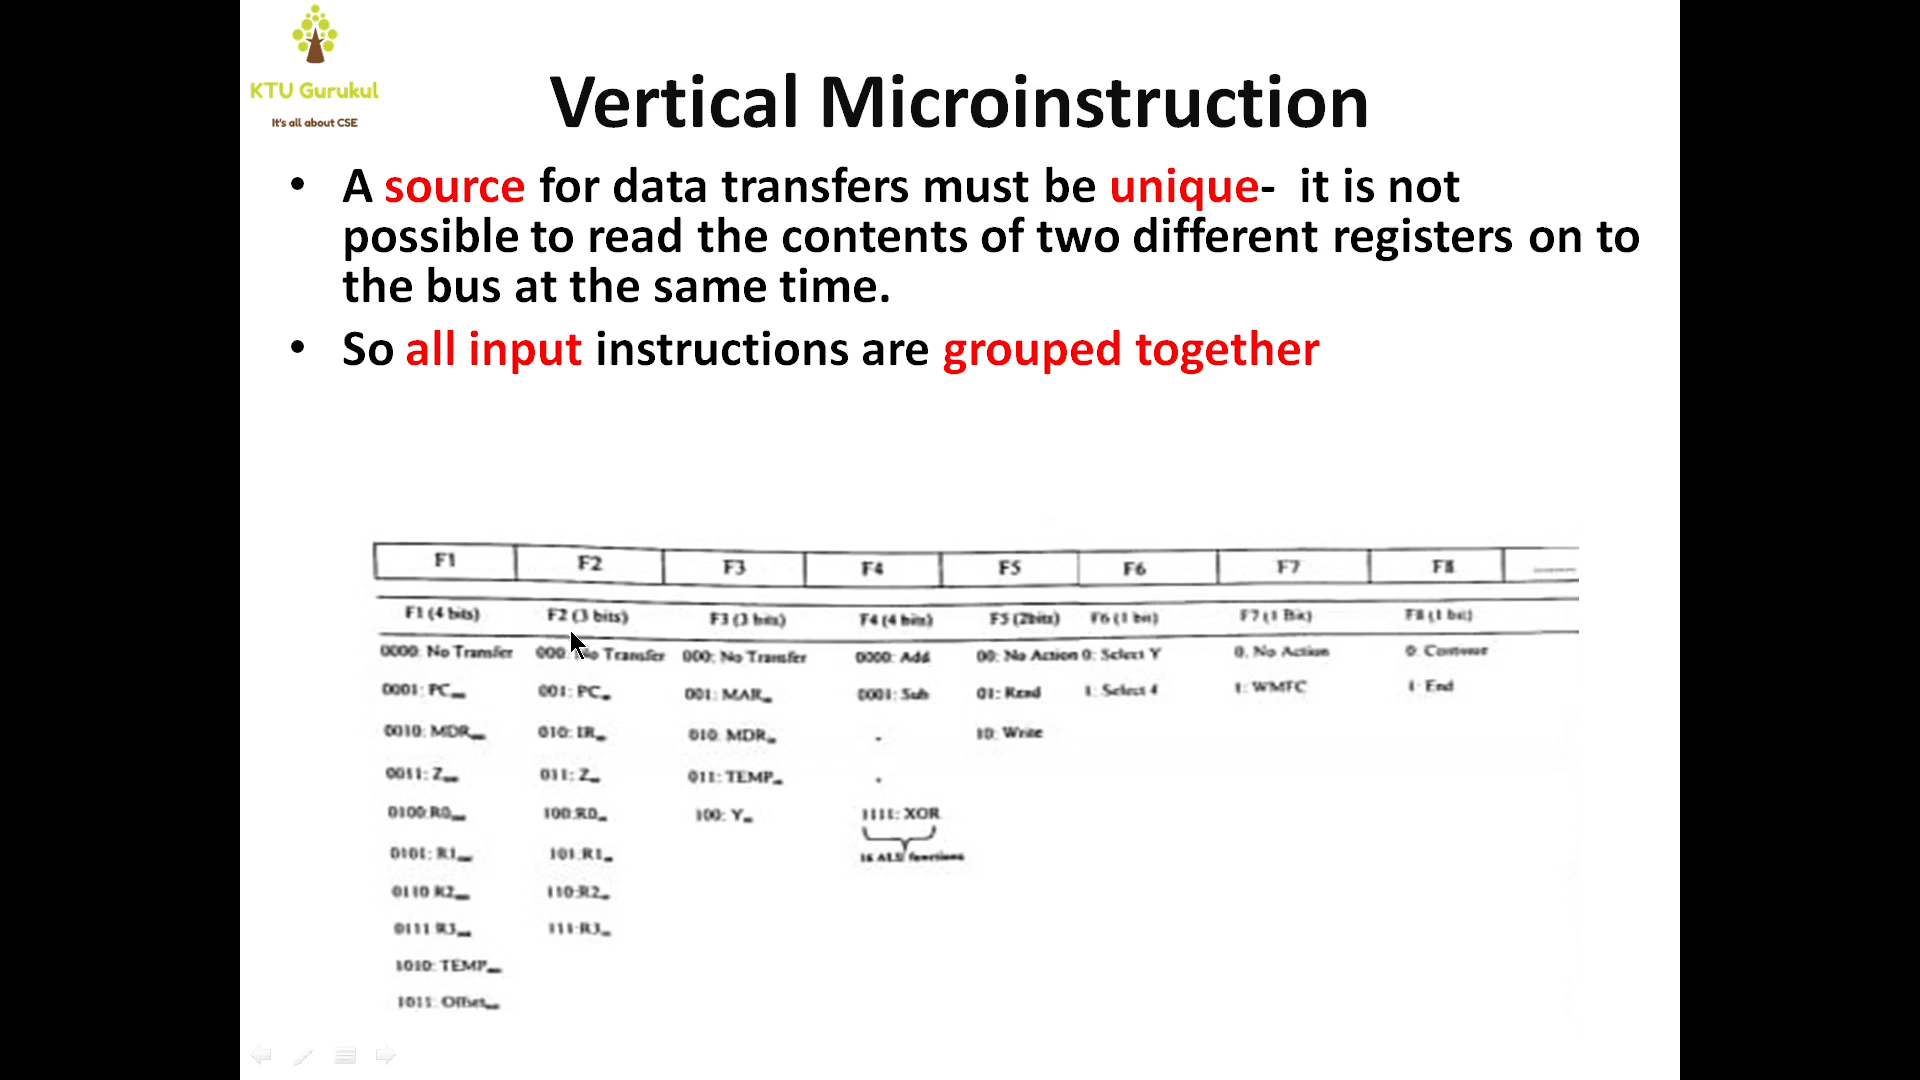 KTU Gurukul
It's all about CSE
Vertical Microinstruction
• A source for data transfers must be unique- it is not
possible to read the contents of two different registers on to
the bus at the same time.
• So all input instructions are grouped together
F1 F2 F3 F4 F5 F6 F7 F8
F1 (4 bits) F2 (3 bits) F3 (3 bits) F4 (4 bits) F5 (2bits) F6 (1 bit) F7 (1 Bit) F8 (1 bit)
0000: No Transfer 000: No Transfer 000: No Transfer 0000: Add 00: No Action 0: Select Y 0. No Action 0: Continue
0001: PC 001: PC 001: MAR 0001: Sub 01: Read 1: Select 4 1: WMFC 1: End
0010: MDR 010: IR 010: MDR 10: Write
0011: Z 011: Z 011: TEMP
0100:R0 100:R0 100: Y 1111: XOR
0101: R1 101:R1 16 ALU functions
0110 R2 110:R2
0111 R3 111:R3
1010: TEMP
1011: Offset